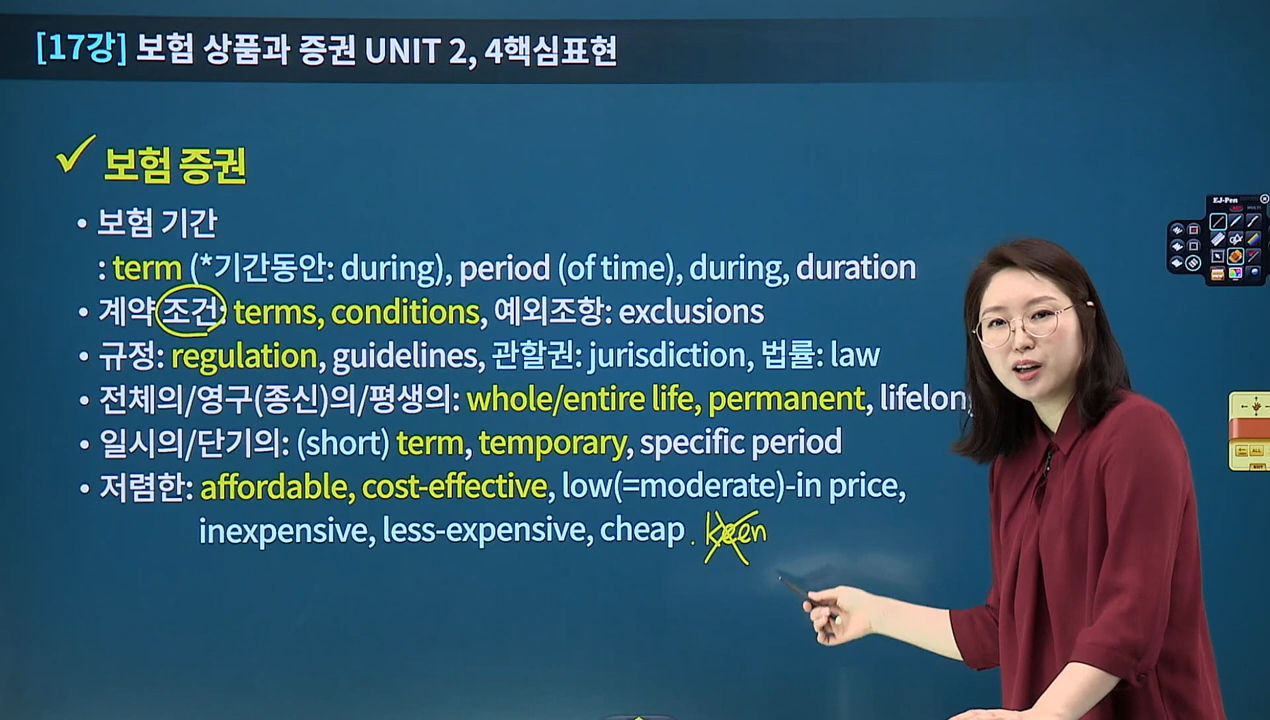 [17강] 보험 상품과 증권 UNIT 2, 4핵심표현
보험 증권
• 보험 기간
: term (*기간동안: during), period (of time), during, duration
• 계약 조건: terms, conditions, 예외조항: exclusions
• 규정: regulation, guidelines, 관할권: jurisdiction, 법률: law
• 전체의/영구(종신)의/평생의: whole/entire life, permanent, lifelong
• 일시의/단기의: (short) term, temporary, specific period
• 저렴한: affordable, cost-effective, low(=moderate)-in price,
inexpensive, less-expensive, cheap . keen
EJ-Pen
ALL
EXIT